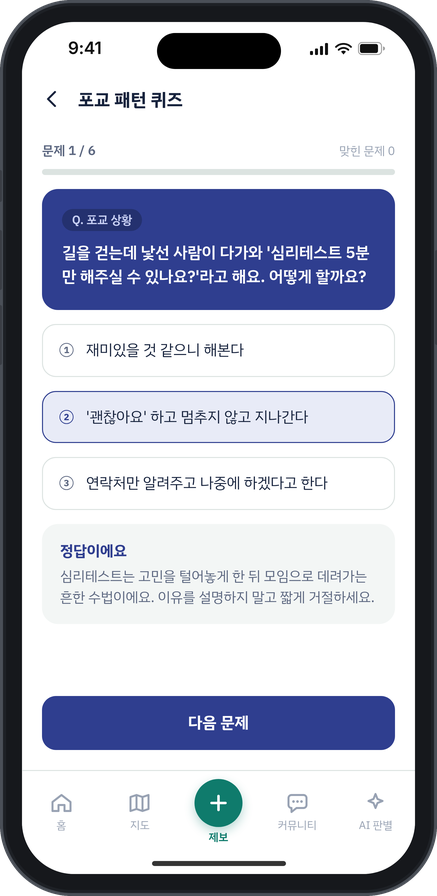 9:41
포교 패턴 퀴즈
문제 1 / 6
맞힌 문제 0
Q. 포교 상황
길을 걷는데 낯선 사람이 다가와 '심리테스트 5분
만 해주실 수 있나요?'라고 해요. 어떻게 할까요?
① 재미있을 것 같으니 해본다
② '괜찮아요' 하고 멈추지 않고 지나간다
③ 연락처만 알려주고 나중에 하겠다고 한다
정답이에요
심리테스트는 고민을 털어놓게 한 뒤 모임으로 데려가는
흔한 수법이에요. 이유를 설명하지 말고 짧게 거절하세요.
다음 문제
홈
지도
제보
커뮤니티
AI 판별